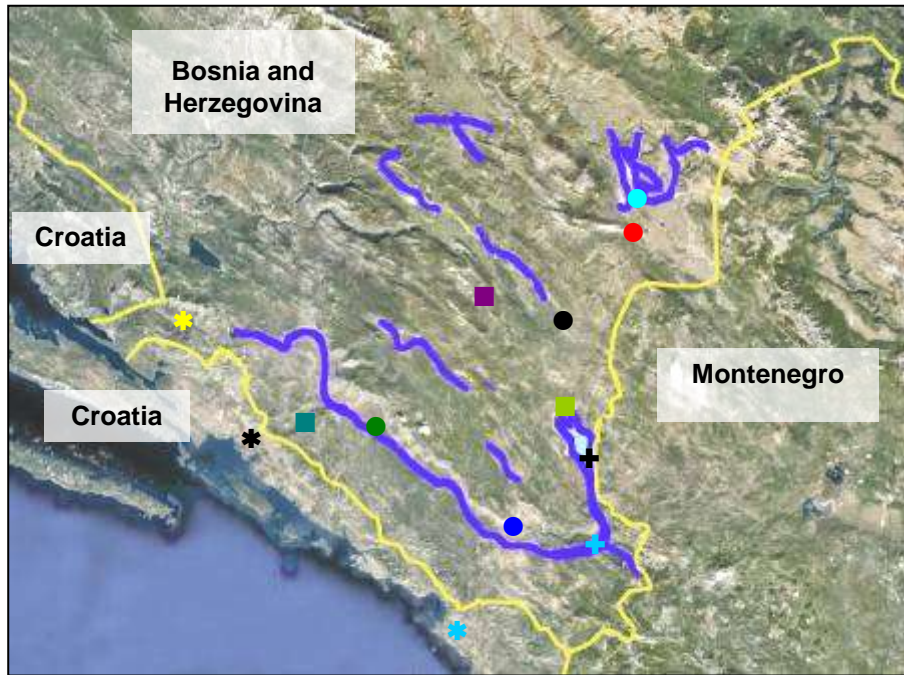 Bosnia and
Herzegovina
Croatia
Croatia
Montenegro